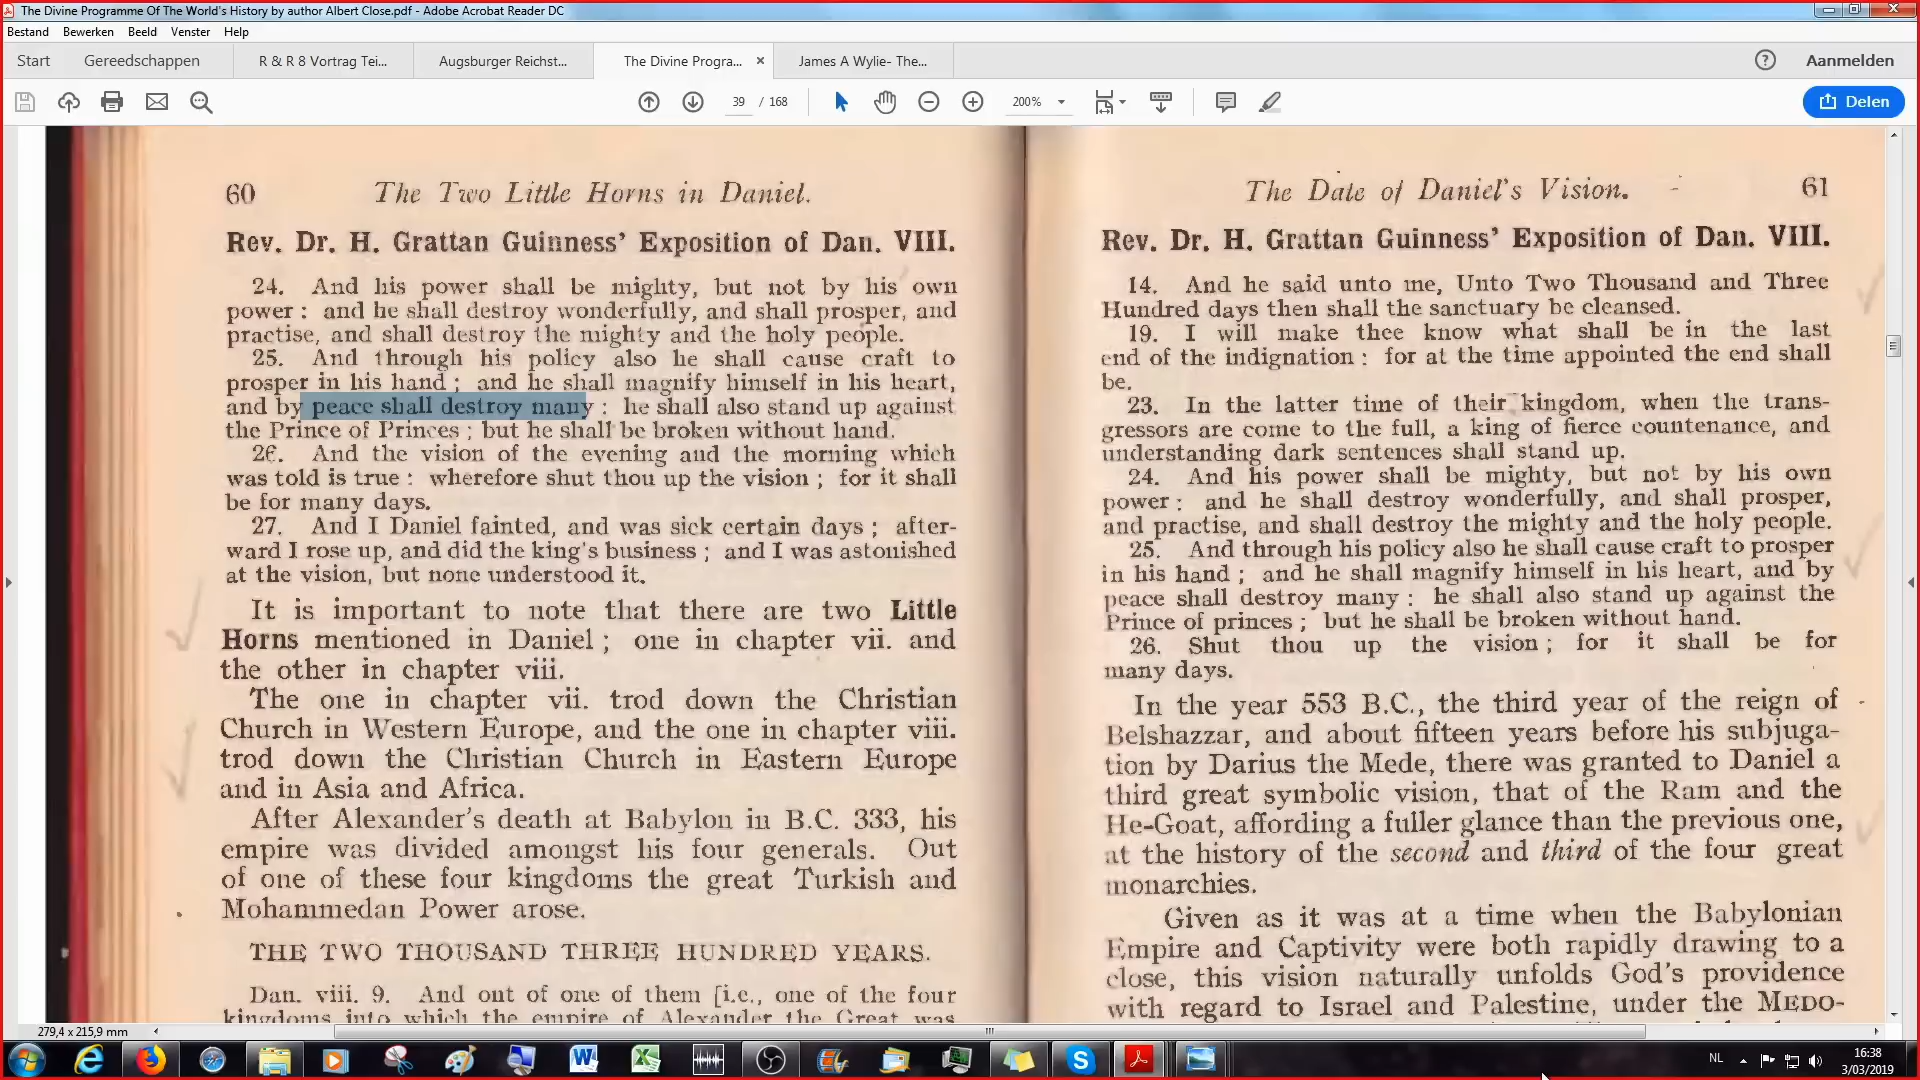 The Divine Programme Of The World's History by author Albert Close.pdf - Adobe Acrobat Reader DC
Bestand Bewerken Beeld Venster Help
Start Gereedschappen R & R 8 Vortrag Tei... Augsburger Reichst... The Divine Progra... × James A Wylie- The... Aanmelden
39 / 168 200% Delen
60 The Two Little Horns in Daniel.
Rev. Dr. H. Grattan Guinness' Exposition of Dan. VIII.
24. And his power shall be mighty, but not by his own
power : and he shall destroy wonderfully, and shall prosper, and
practise, and shall destroy the mighty and the holy people.
25. And through his policy also he shall cause craft to
prosper in his hand ; and he shall magnify himself in his heart,
and by peace shall destroy many : he shall also stand up against
the Prince of Princes ; but he shall be broken without hand.
26. And the vision of the evening and the morning which
was told is true : wherefore shut thou up the vision ; for it shall
be for many days.
27. And I Daniel fainted, and was sick certain days ; after-
ward I rose up, and did the king's business ; and I was astonished
at the vision, but none understood it.
It is important to note that there are two Little
Horns mentioned in Daniel ; one in chapter vii. and
the other in chapter viii.
The one in chapter vii. trod down the Christian
Church in Western Europe, and the one in chapter viii.
trod down the Christian Church in Eastern Europe
and in Asia and Africa.
After Alexander's death at Babylon in B.C. 333, his
empire was divided amongst his four generals. Out
of one of these four kingdoms the great Turkish and
Mohammedan Power arose.
THE TWO THOUSAND THREE HUNDRED YEARS.
Dan. viii. 9. And out of one of them [i.e., one of the four
kingdoms into which the empire of Alexander the Great was
The Date of Daniel's Vision. 61
Rev. Dr. H. Grattan Guinness' Exposition of Dan. VIII.
14. And he said unto me, Unto Two Thousand and Three
Hundred days then shall the sanctuary be cleansed.
19. I will make thee know what shall be in the last
end of the indignation : for at the time appointed the end shall
be.
23. In the latter time of their kingdom, when the trans-
gressors are come to the full, a king of fierce countenance, and
understanding dark sentences shall stand up.
24. And his power shall be mighty, but not by his own
power : and he shall destroy wonderfully, and shall prosper,
and practise, and shall destroy the mighty and the holy people.
25. And through his policy also he shall cause craft to prosper
in his hand ; and he shall magnify himself in his heart, and by
peace shall destroy many : he shall also stand up against the
Prince of princes ; but he shall be broken without hand.
26. Shut thou up the vision ; for it shall be for
many days.
In the year 553 B.C., the third year of the reign of
Belshazzar, and about fifteen years before his subjuga-
tion by Darius the Mede, there was granted to Daniel a
third great symbolic vision, that of the Ram and the
He-Goat, affording a fuller glance than the previous one,
at the history of the second and third of the four great
monarchies.
Given as it was at a time when the Babylonian
Empire and Captivity were both rapidly drawing to a
close, this vision naturally unfolds God's providence
with regard to Israel and Palestine, under the MEDO-
279,4 x 215,9 mm
NL 16:38
3/03/2019